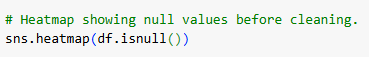 # Heatmap showing null values before cleaning.
sns.heatmap(df.isnull())